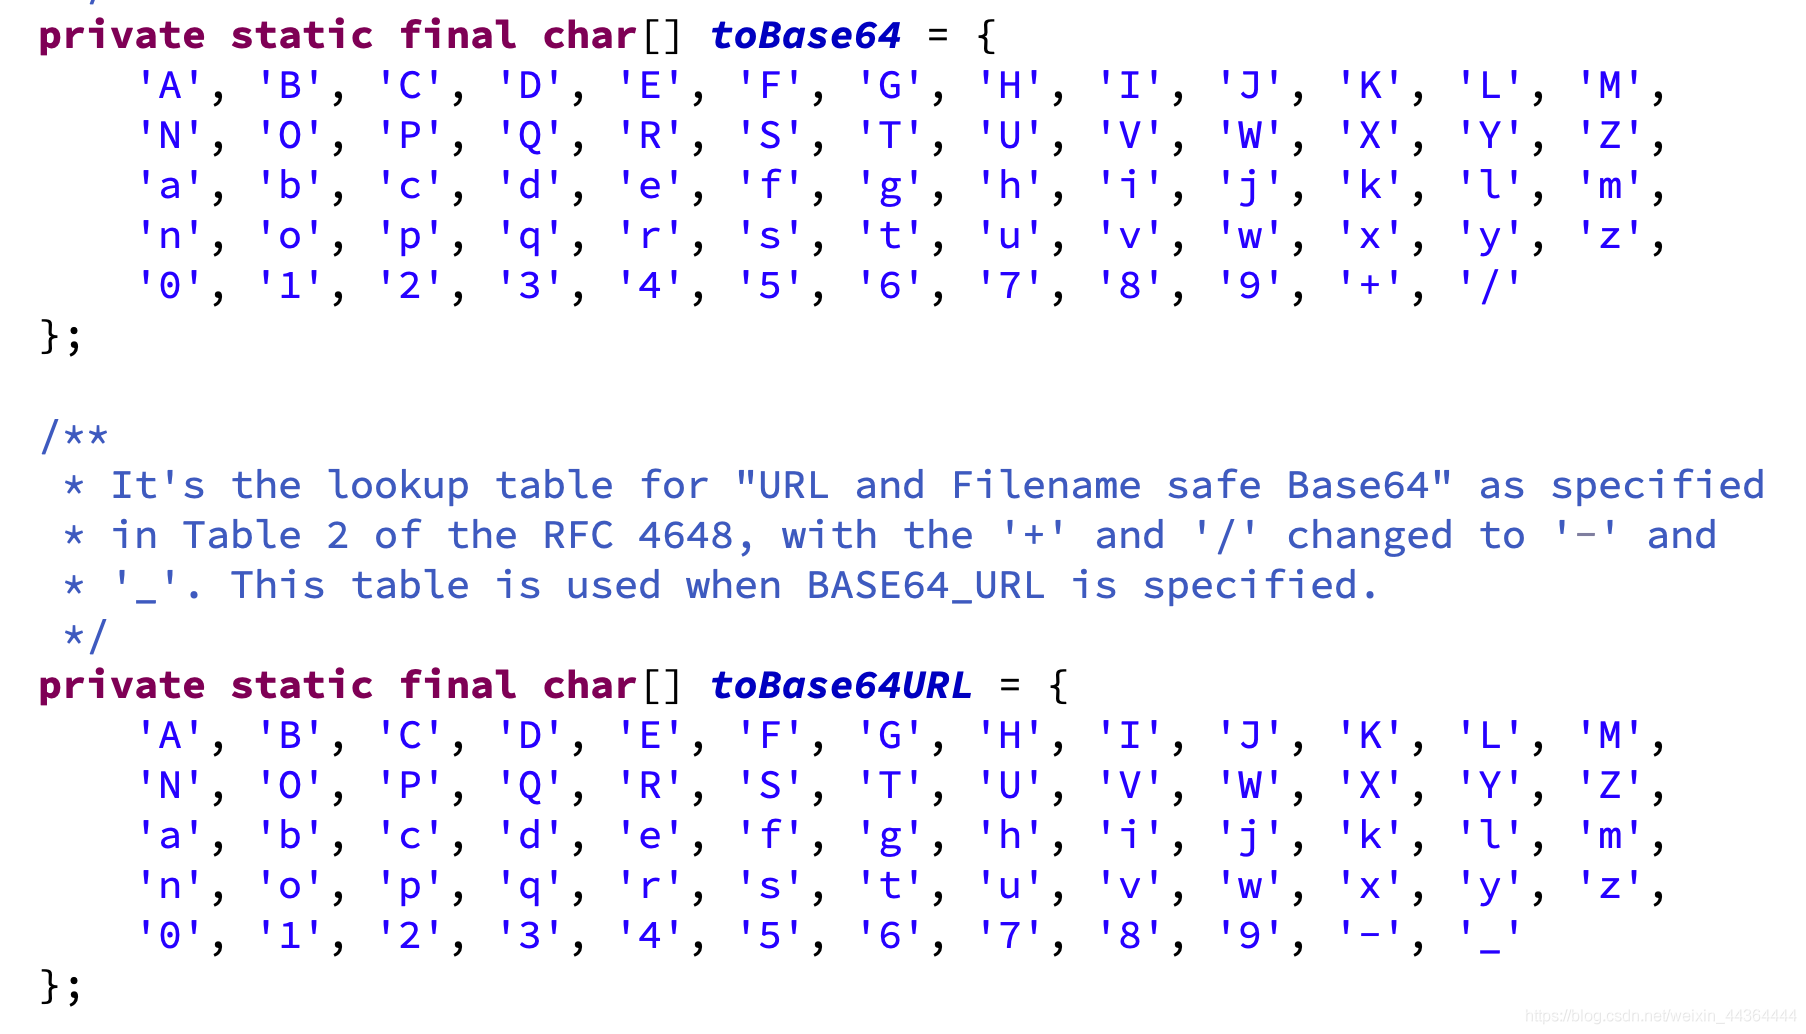 */
private static final char[] toBase64 = {
    'A', 'B', 'C', 'D', 'E', 'F', 'G', 'H', 'I', 'J', 'K', 'L', 'M',
    'N', 'O', 'P', 'Q', 'R', 'S', 'T', 'U', 'V', 'W', 'X', 'Y', 'Z',
    'a', 'b', 'c', 'd', 'e', 'f', 'g', 'h', 'i', 'j', 'k', 'l', 'm',
    'n', 'o', 'p', 'q', 'r', 's', 't', 'u', 'v', 'w', 'x', 'y', 'z',
    '0', '1', '2', '3', '4', '5', '6', '7', '8', '9', '+', '/'
};
/**
 * It's the lookup table for "URL and Filename safe Base64" as specified
 * in Table 2 of the RFC 4648, with the '+' and '/' changed to '-' and
 * '_'. This table is used when BASE64_URL is specified.
 */
private static final char[] toBase64URL = {
    'A', 'B', 'C', 'D', 'E', 'F', 'G', 'H', 'I', 'J', 'K', 'L', 'M',
    'N', 'O', 'P', 'Q', 'R', 'S', 'T', 'U', 'V', 'W', 'X', 'Y', 'Z',
    'a', 'b', 'c', 'd', 'e', 'f', 'g', 'h', 'i', 'j', 'k', 'l', 'm',
    'n', 'o', 'p', 'q', 'r', 's', 't', 'u', 'v', 'w', 'x', 'y', 'z',
    '0', '1', '2', '3', '4', '5', '6', '7', '8', '9', '-', '_'
};
https://blog.csdn.net/weixin_44364444